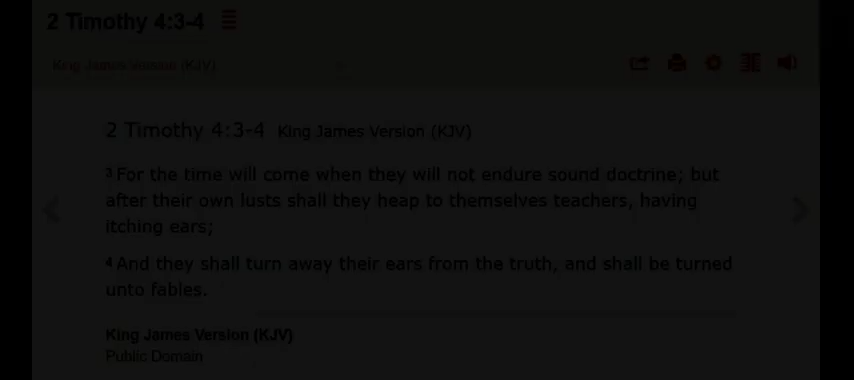 2 Timothy 4:3-4
King James Version (KJV)
2 Timothy 4:3-4 King James Version (KJV)
3 For the time will come when they will not endure sound doctrine; but
after their own lusts shall they heap to themselves teachers, having
itching ears;
4 And they shall turn away their ears from the truth, and shall be turned
unto fables.
King James Version (KJV)
Public Domain